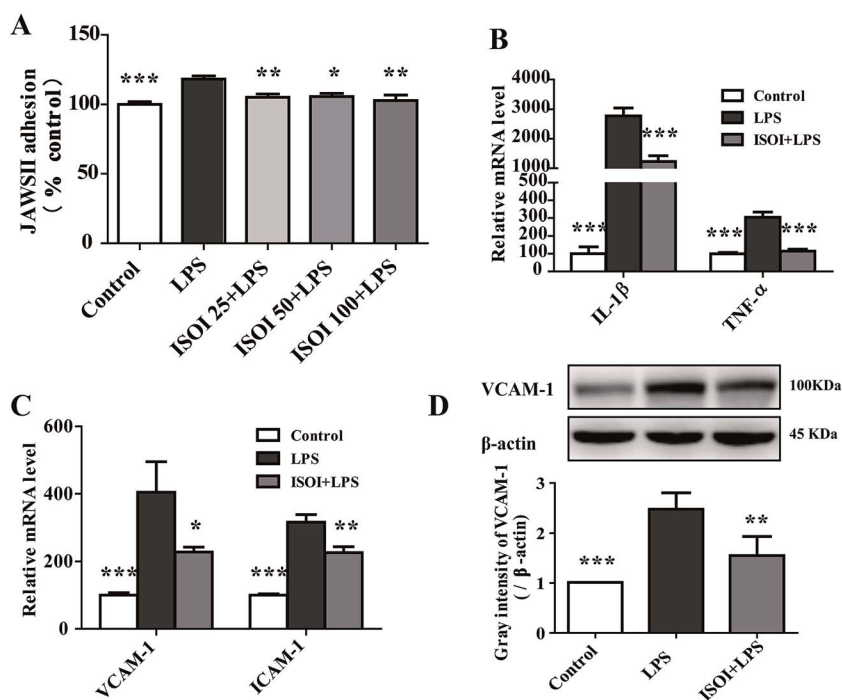 A
JAWSII adhesion
( % control)
150
100
50
0
***
**
*
**
Control
LPS
ISOI 25+LPS
ISOI 50+LPS
ISOI 100+LPS
B
Relative mRNA level
4000
3000
2000
1000
300
200
100
0
Control
LPS
ISOI+LPS
***
***
***
***
IL-1β
TNF-α
C
Relative mRNA level
600
400
200
0
Control
LPS
ISOI+LPS
***
*
***
**
VCAM-1
ICAM-1
D
VCAM-1
100KDa
β-actin
45 KDa
Gray intensity of VCAM-1
( / β-actin)
3
2
1
0
***
**
Control
LPS
ISOI+LPS